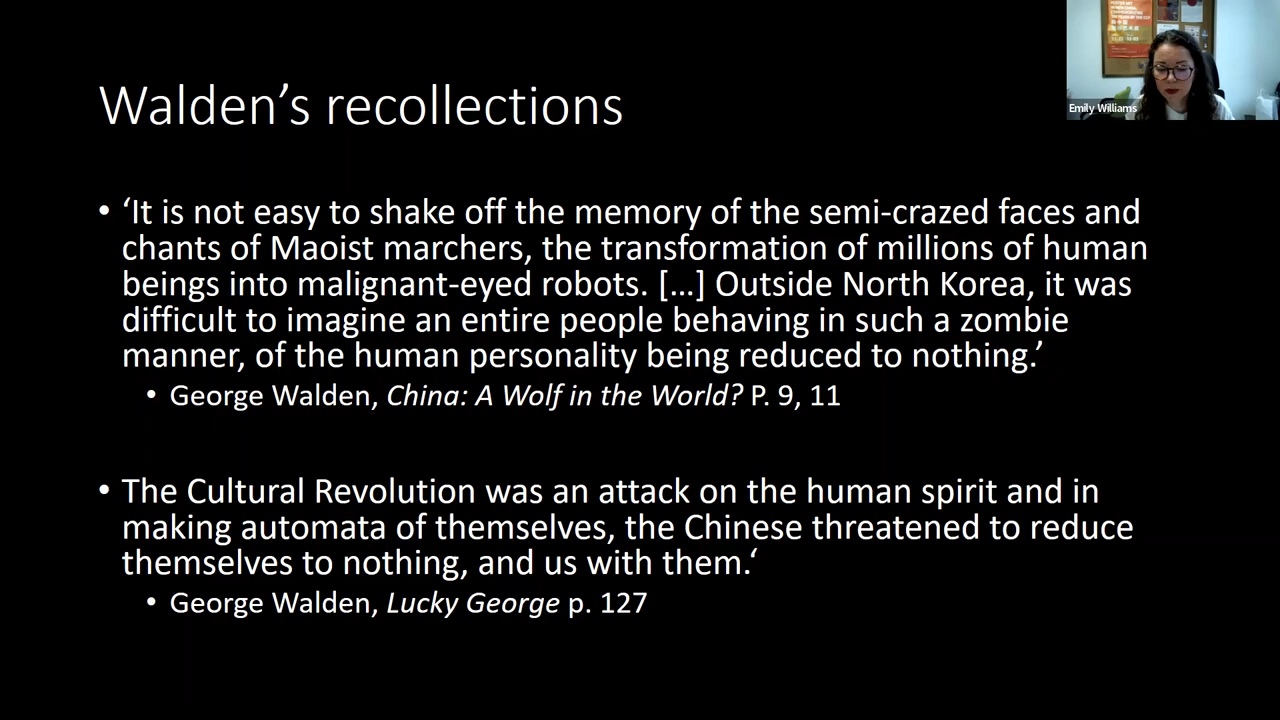 Walden’s recollections
• ‘It is not easy to shake off the memory of the semi-crazed faces and
chants of Maoist marchers, the transformation of millions of human
beings into malignant-eyed robots. […] Outside North Korea, it was
difficult to imagine an entire people behaving in such a zombie
manner, of the human personality being reduced to nothing.’
• George Walden, China: A Wolf in the World? P. 9, 11
• The Cultural Revolution was an attack on the human spirit and in
making automata of themselves, the Chinese threatened to reduce
themselves to nothing, and us with them.‘
• George Walden, Lucky George p. 127
Emily Williams